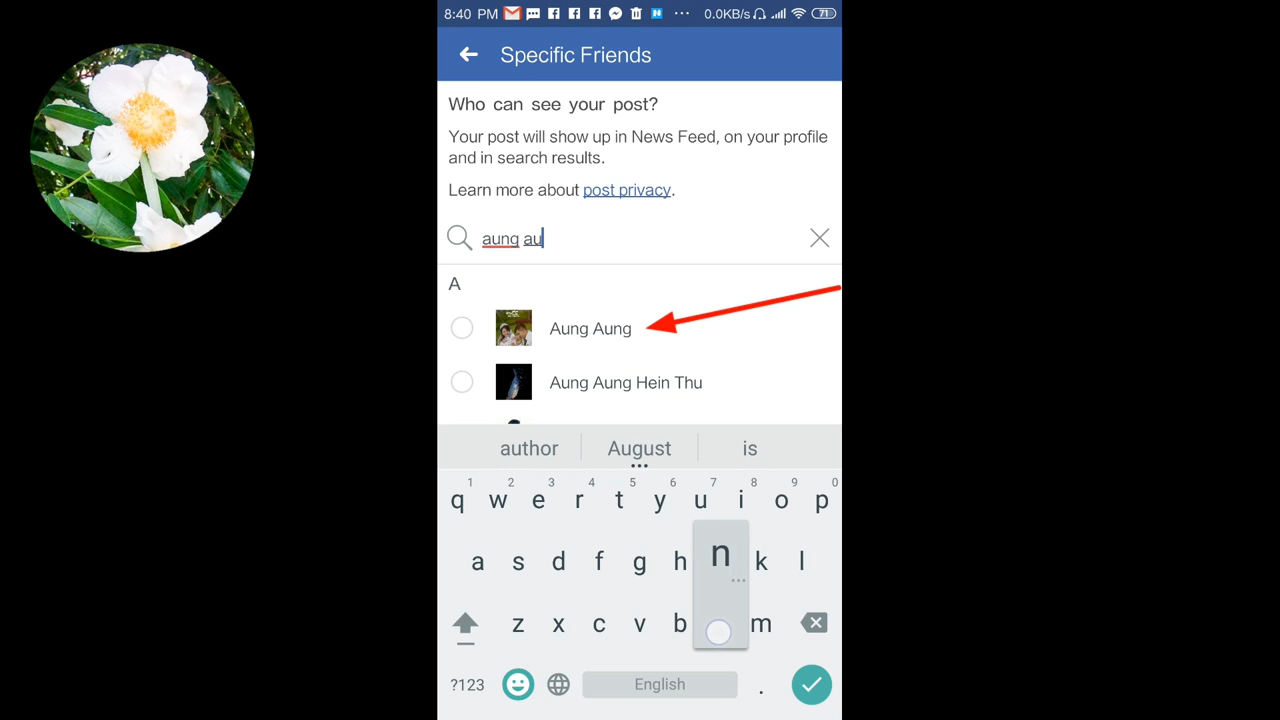 8:40 PM 0.0KB/s 71
Specific Friends
Who can see your post?
Your post will show up in News Feed, on your profile
and in search results.
Learn more about post privacy.
aung au
A
Aung Aung
Aung Aung Hein Thu
author August is
1 2 3 4 5 6 7 8 9 0
q w e r t y u i o p
a s d f g h n k l
z x c v b m
?123 English .